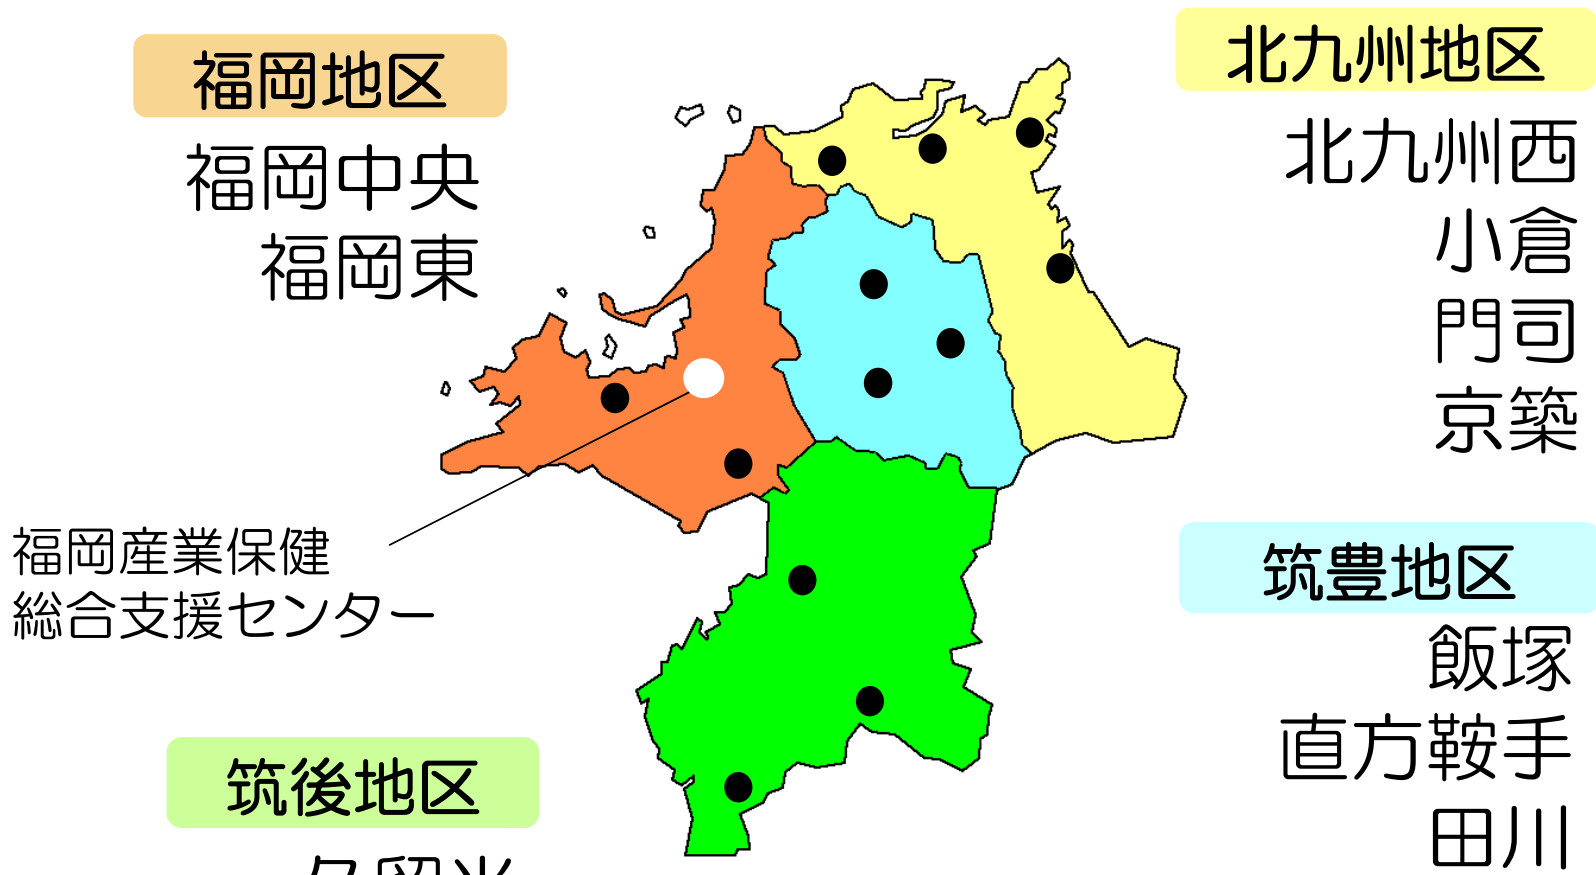 福岡地区
福岡中央
福岡東
北九州地区
北九州西
小倉
門司
京築
福岡産業保健
総合支援センター
筑豊地区
飯塚
直方鞍手
田川
筑後地区